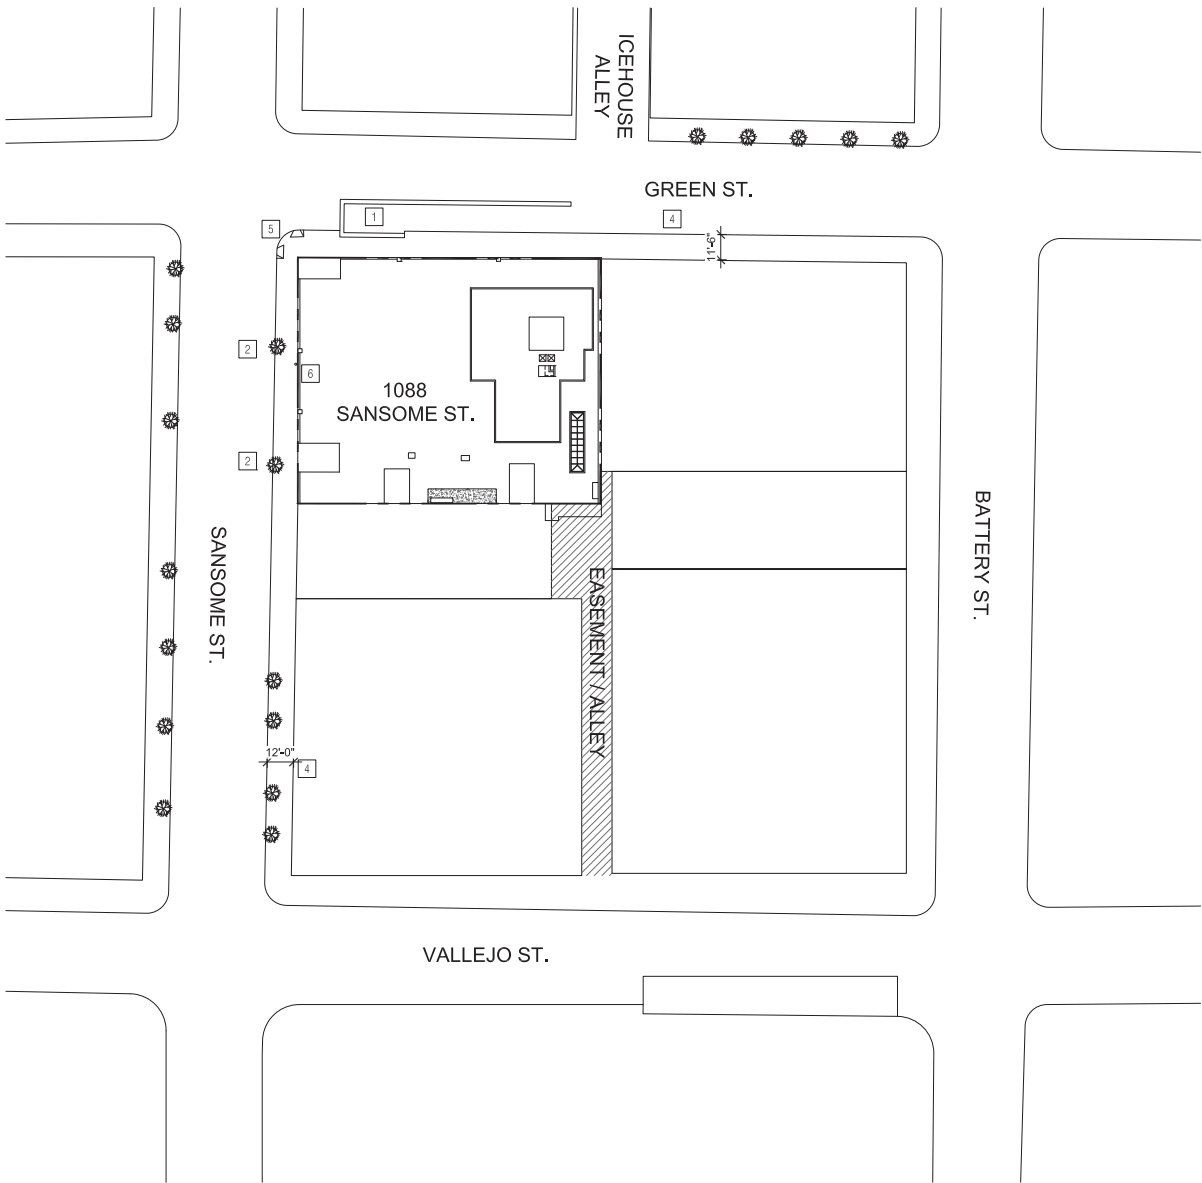 ICEHOUSE
ALLEY
GREEN ST.
1
4
5
11'-9"
2
6
1088
SANSOME ST.
2
SANSOME ST.
EASEMENT / ALLEY
BATTERY ST.
12'-0"
4
VALLEJO ST.